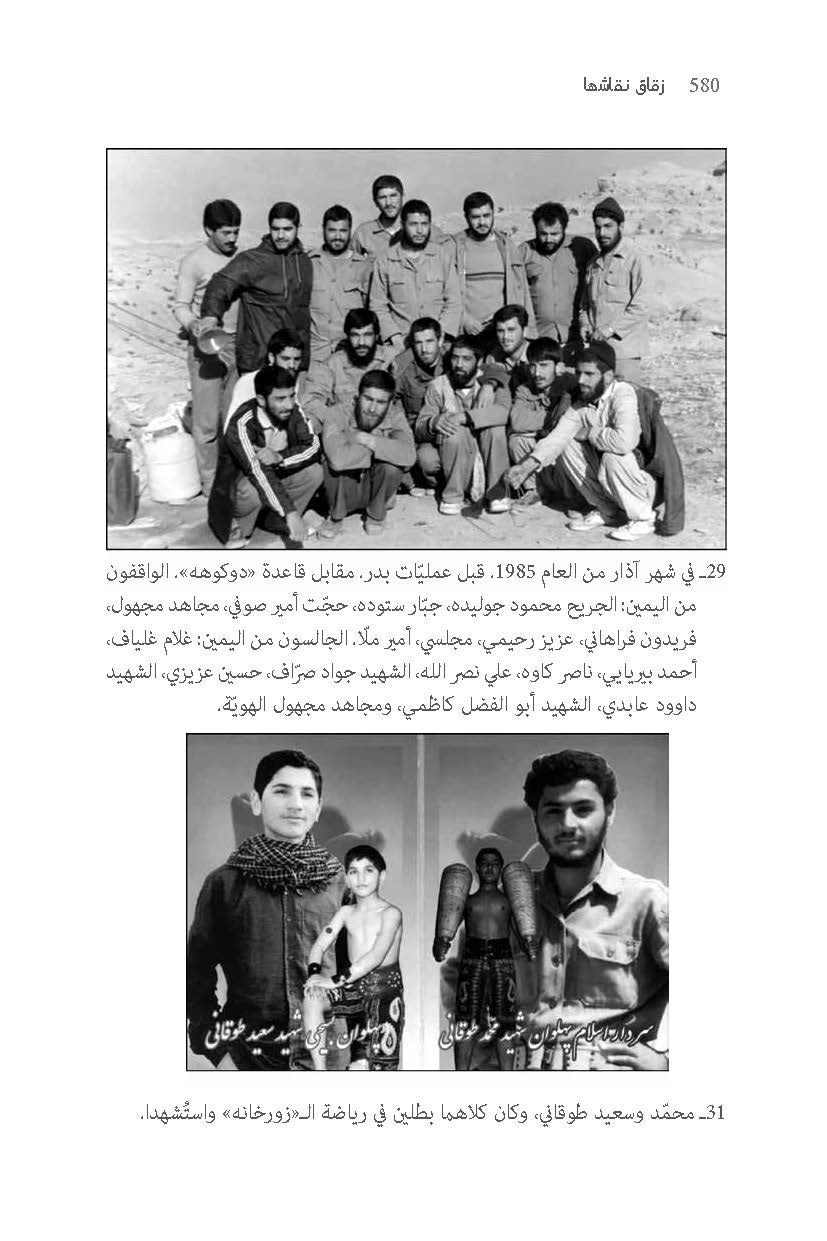 580 زقاق نقاشها
29ـ في شهر آذار من العام 1985. قبل عمليّات بدر. مقابل قاعدة «دوكوهه». الواقفون
من اليمين: الجريح محمود جوليده، جبّار ستوده، حجّت أمير صوفي، مجاهد مجهول،
فريدون فراهاني، عزيز رحيمي، مجلسي، أمير ملّا. الجالسون من اليمين: غلام غلياف،
أحمد بيريايي، ناصر كاوه، علي نصر الله، الشهيد جواد صرّاف، حسين عزيزي، الشهيد
داوود عابدي، الشهيد أبو الفضل كاظمي، ومجاهد مجهول الهويّة.
سردار اسلام پهلوان شهید محمد طوقانی
پهلوان بسیجی شهید سعید طوقانی
31ـ محمّد وسعيد طوقاني، وكان كلاهما بطلين في رياضة الـ«زورخانه» واستُشهدا.